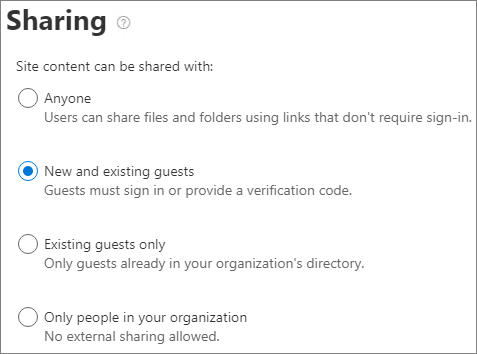 Sharing ?
Site content can be shared with:
Anyone
Users can share files and folders using links that don't require sign-in.
New and existing guests
Guests must sign in or provide a verification code.
Existing guests only
Only guests already in your organization's directory.
Only people in your organization
No external sharing allowed.